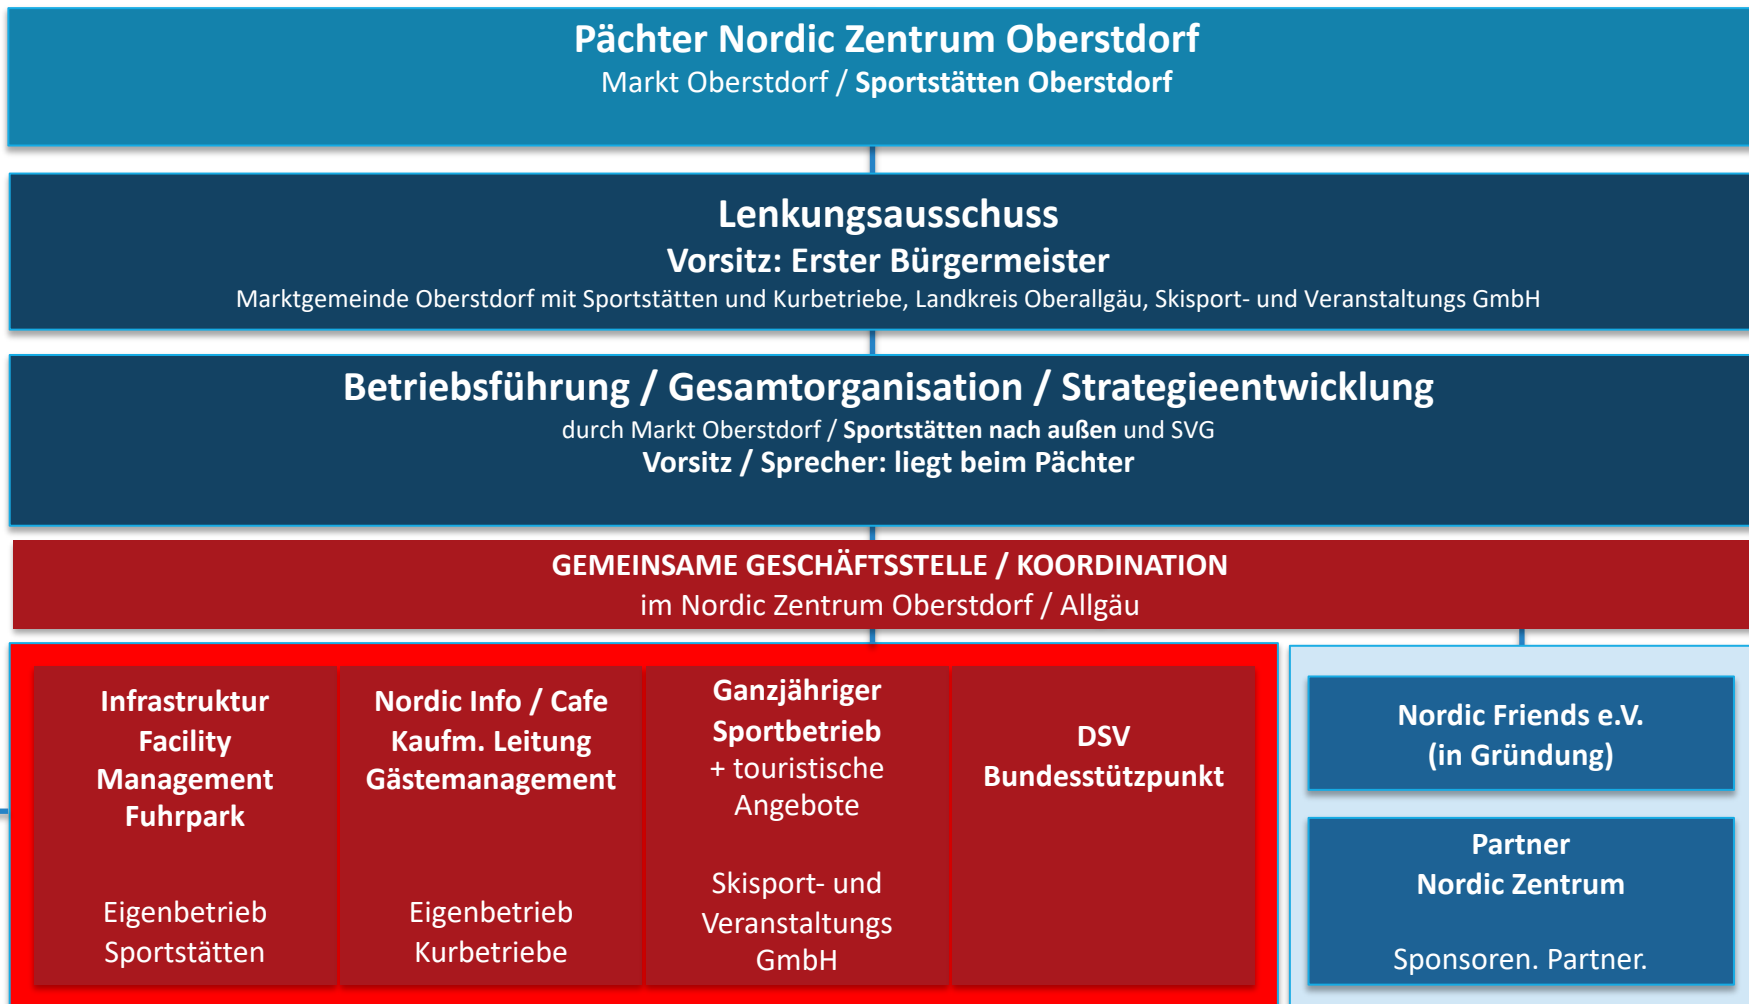 Pächter Nordic Zentrum Oberstdorf
Markt Oberstdorf / Sportstätten Oberstdorf
Lenkungsausschuss
Vorsitz: Erster Bürgermeister
Marktgemeinde Oberstdorf mit Sportstätten und Kurbetriebe, Landkreis Oberallgäu, Skisport- und Veranstaltungs GmbH
Betriebsführung / Gesamtorganisation / Strategieentwicklung
durch Markt Oberstdorf / Sportstätten nach außen und SVG
Vorsitz / Sprecher: liegt beim Pächter
GEMEINSAME GESCHÄFTSSTELLE / KOORDINATION
im Nordic Zentrum Oberstdorf / Allgäu
Infrastruktur
Facility
Management
Fuhrpark
Eigenbetrieb
Sportstätten
Nordic Info / Cafe
Kaufm. Leitung
Gästemanagement
Eigenbetrieb
Kurbetriebe
Ganzjähriger
Sportbetrieb
+ touristische
Angebote
Skisport- und
Veranstaltungs
GmbH
DSV
Bundesstützpunkt
Nordic Friends e.V.
(in Gründung)
Partner
Nordic Zentrum
Sponsoren. Partner.